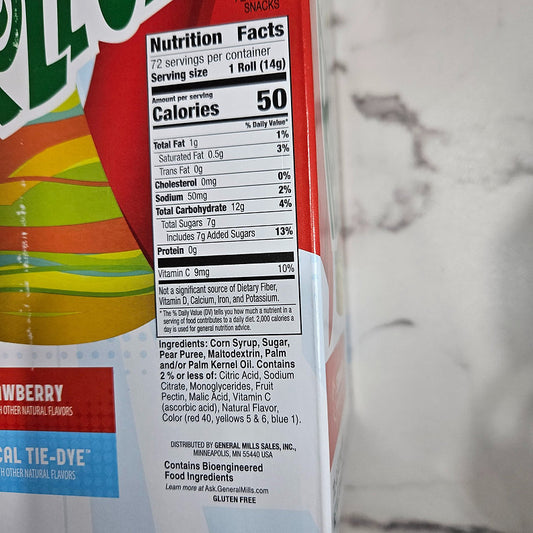 SNACKS
Nutrition Facts
72 servings per container
Serving size 1 Roll (14g)
Amount per serving
Calories 50
% Daily Value*
Total Fat 1g 1%
Saturated Fat 0.5g 3%
Trans Fat 0g
Cholesterol 0mg 0%
Sodium 50mg 2%
Total Carbohydrate 12g 4%
Total Sugars 7g
Includes 7g Added Sugars 13%
Protein 0g
Vitamin C 9mg 10%
Not a significant source of Dietary Fiber,
Vitamin D, Calcium, Iron, and Potassium.
*The % Daily Value (DV) tells you how much a nutrient in a
serving of food contributes to a daily diet. 2,000 calories a
day is used for general nutrition advice.
Ingredients: Corn Syrup, Sugar,
Pear Puree, Maltodextrin, Palm
and/or Palm Kernel Oil. Contains
2% or less of: Citric Acid, Sodium
Citrate, Monoglycerides, Fruit
Pectin, Malic Acid, Vitamin C
(ascorbic acid), Natural Flavor,
Color (red 40, yellows 5 & 6, blue 1).
DISTRIBUTED BY GENERAL MILLS SALES, INC.,
MINNEAPOLIS, MN 55440 USA
Contains Bioengineered
Food Ingredients
Learn more at Ask.GeneralMills.com
GLUTEN FREE
AWBERRY
H OTHER NATURAL FLAVORS
CAL TIE-DYE™
TH OTHER NATURAL FLAVORS